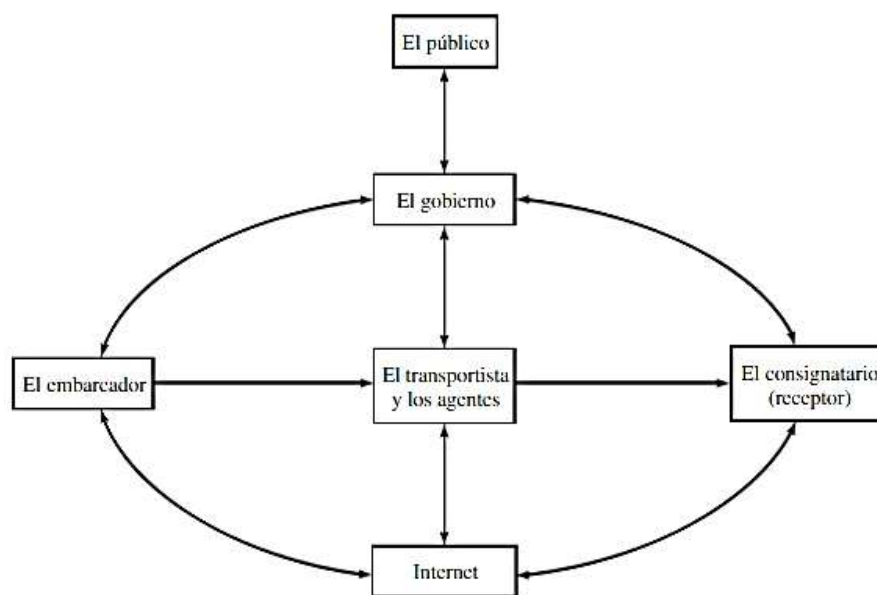 El público
El gobierno
El embarcador
El transportista
y los agentes
El consignatario
(receptor)
Internet